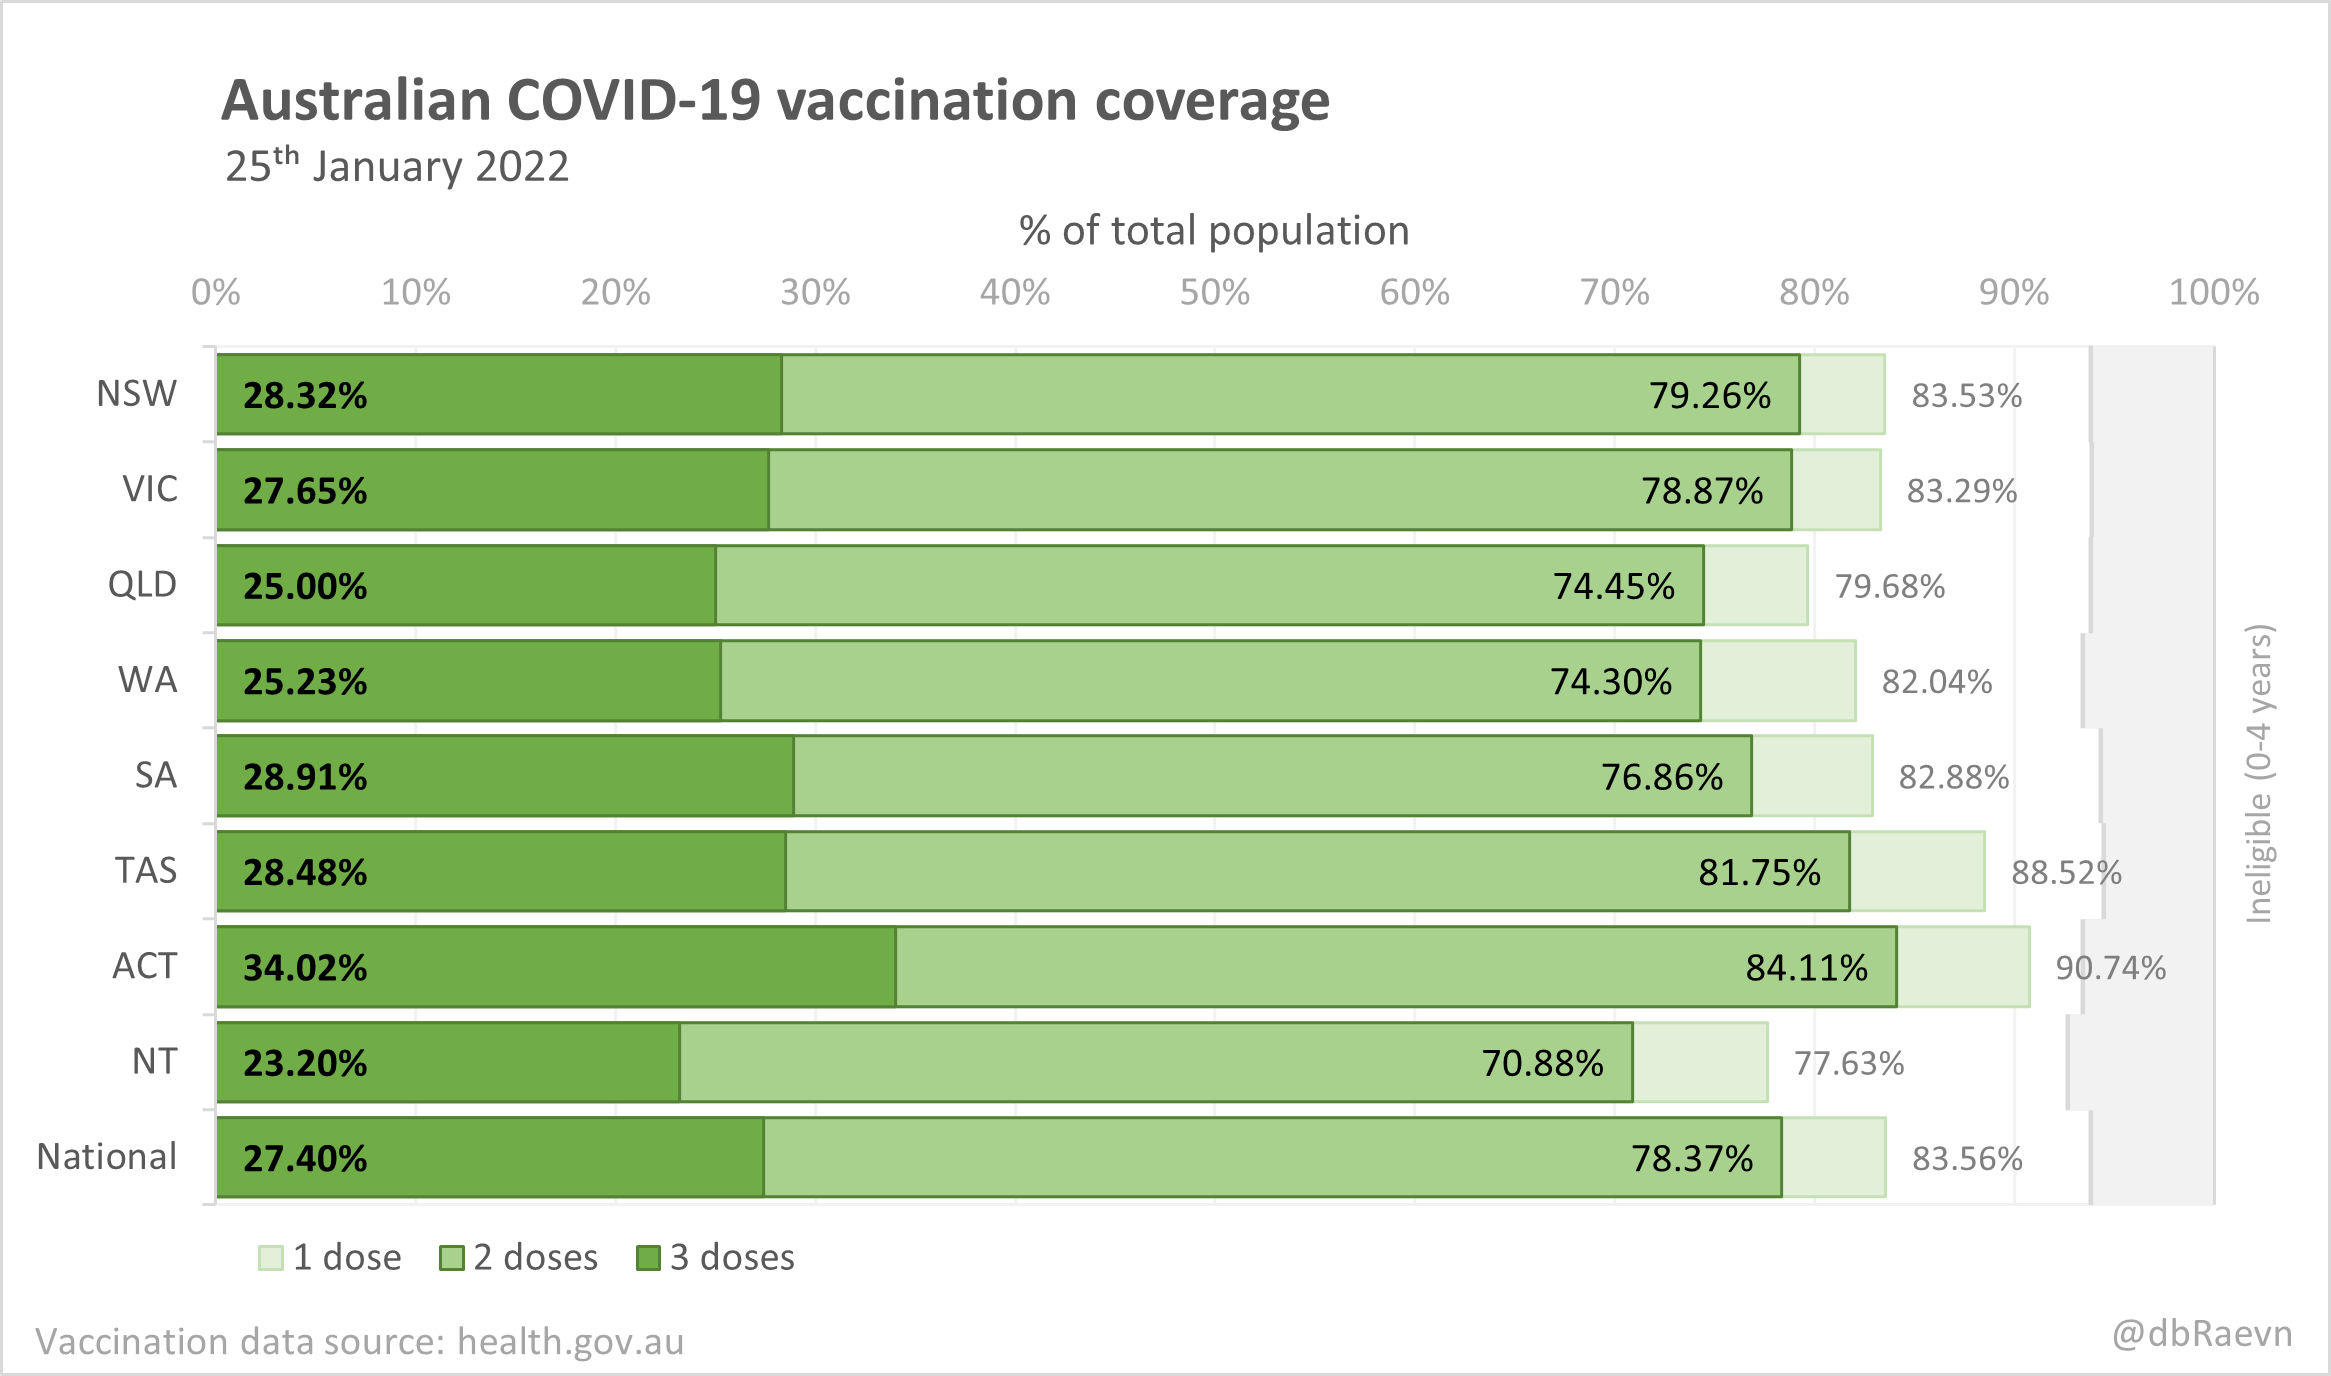 Australian COVID-19 vaccination coverage
25th January 2022
% of total population
0% 10% 20% 30% 40% 50% 60% 70% 80% 90% 100%
NSW 28.32% 79.26% 83.53%
VIC 27.65% 78.87% 83.29%
QLD 25.00% 74.45% 79.68%
WA 25.23% 74.30% 82.04%
SA 28.91% 76.86% 82.88%
TAS 28.48% 81.75% 88.52%
ACT 34.02% 84.11% 90.74%
NT 23.20% 70.88% 77.63%
National 27.40% 78.37% 83.56%
Ineligible (0-4 years)
1 dose 2 doses 3 doses
Vaccination data source: health.gov.au
@dbRaevn